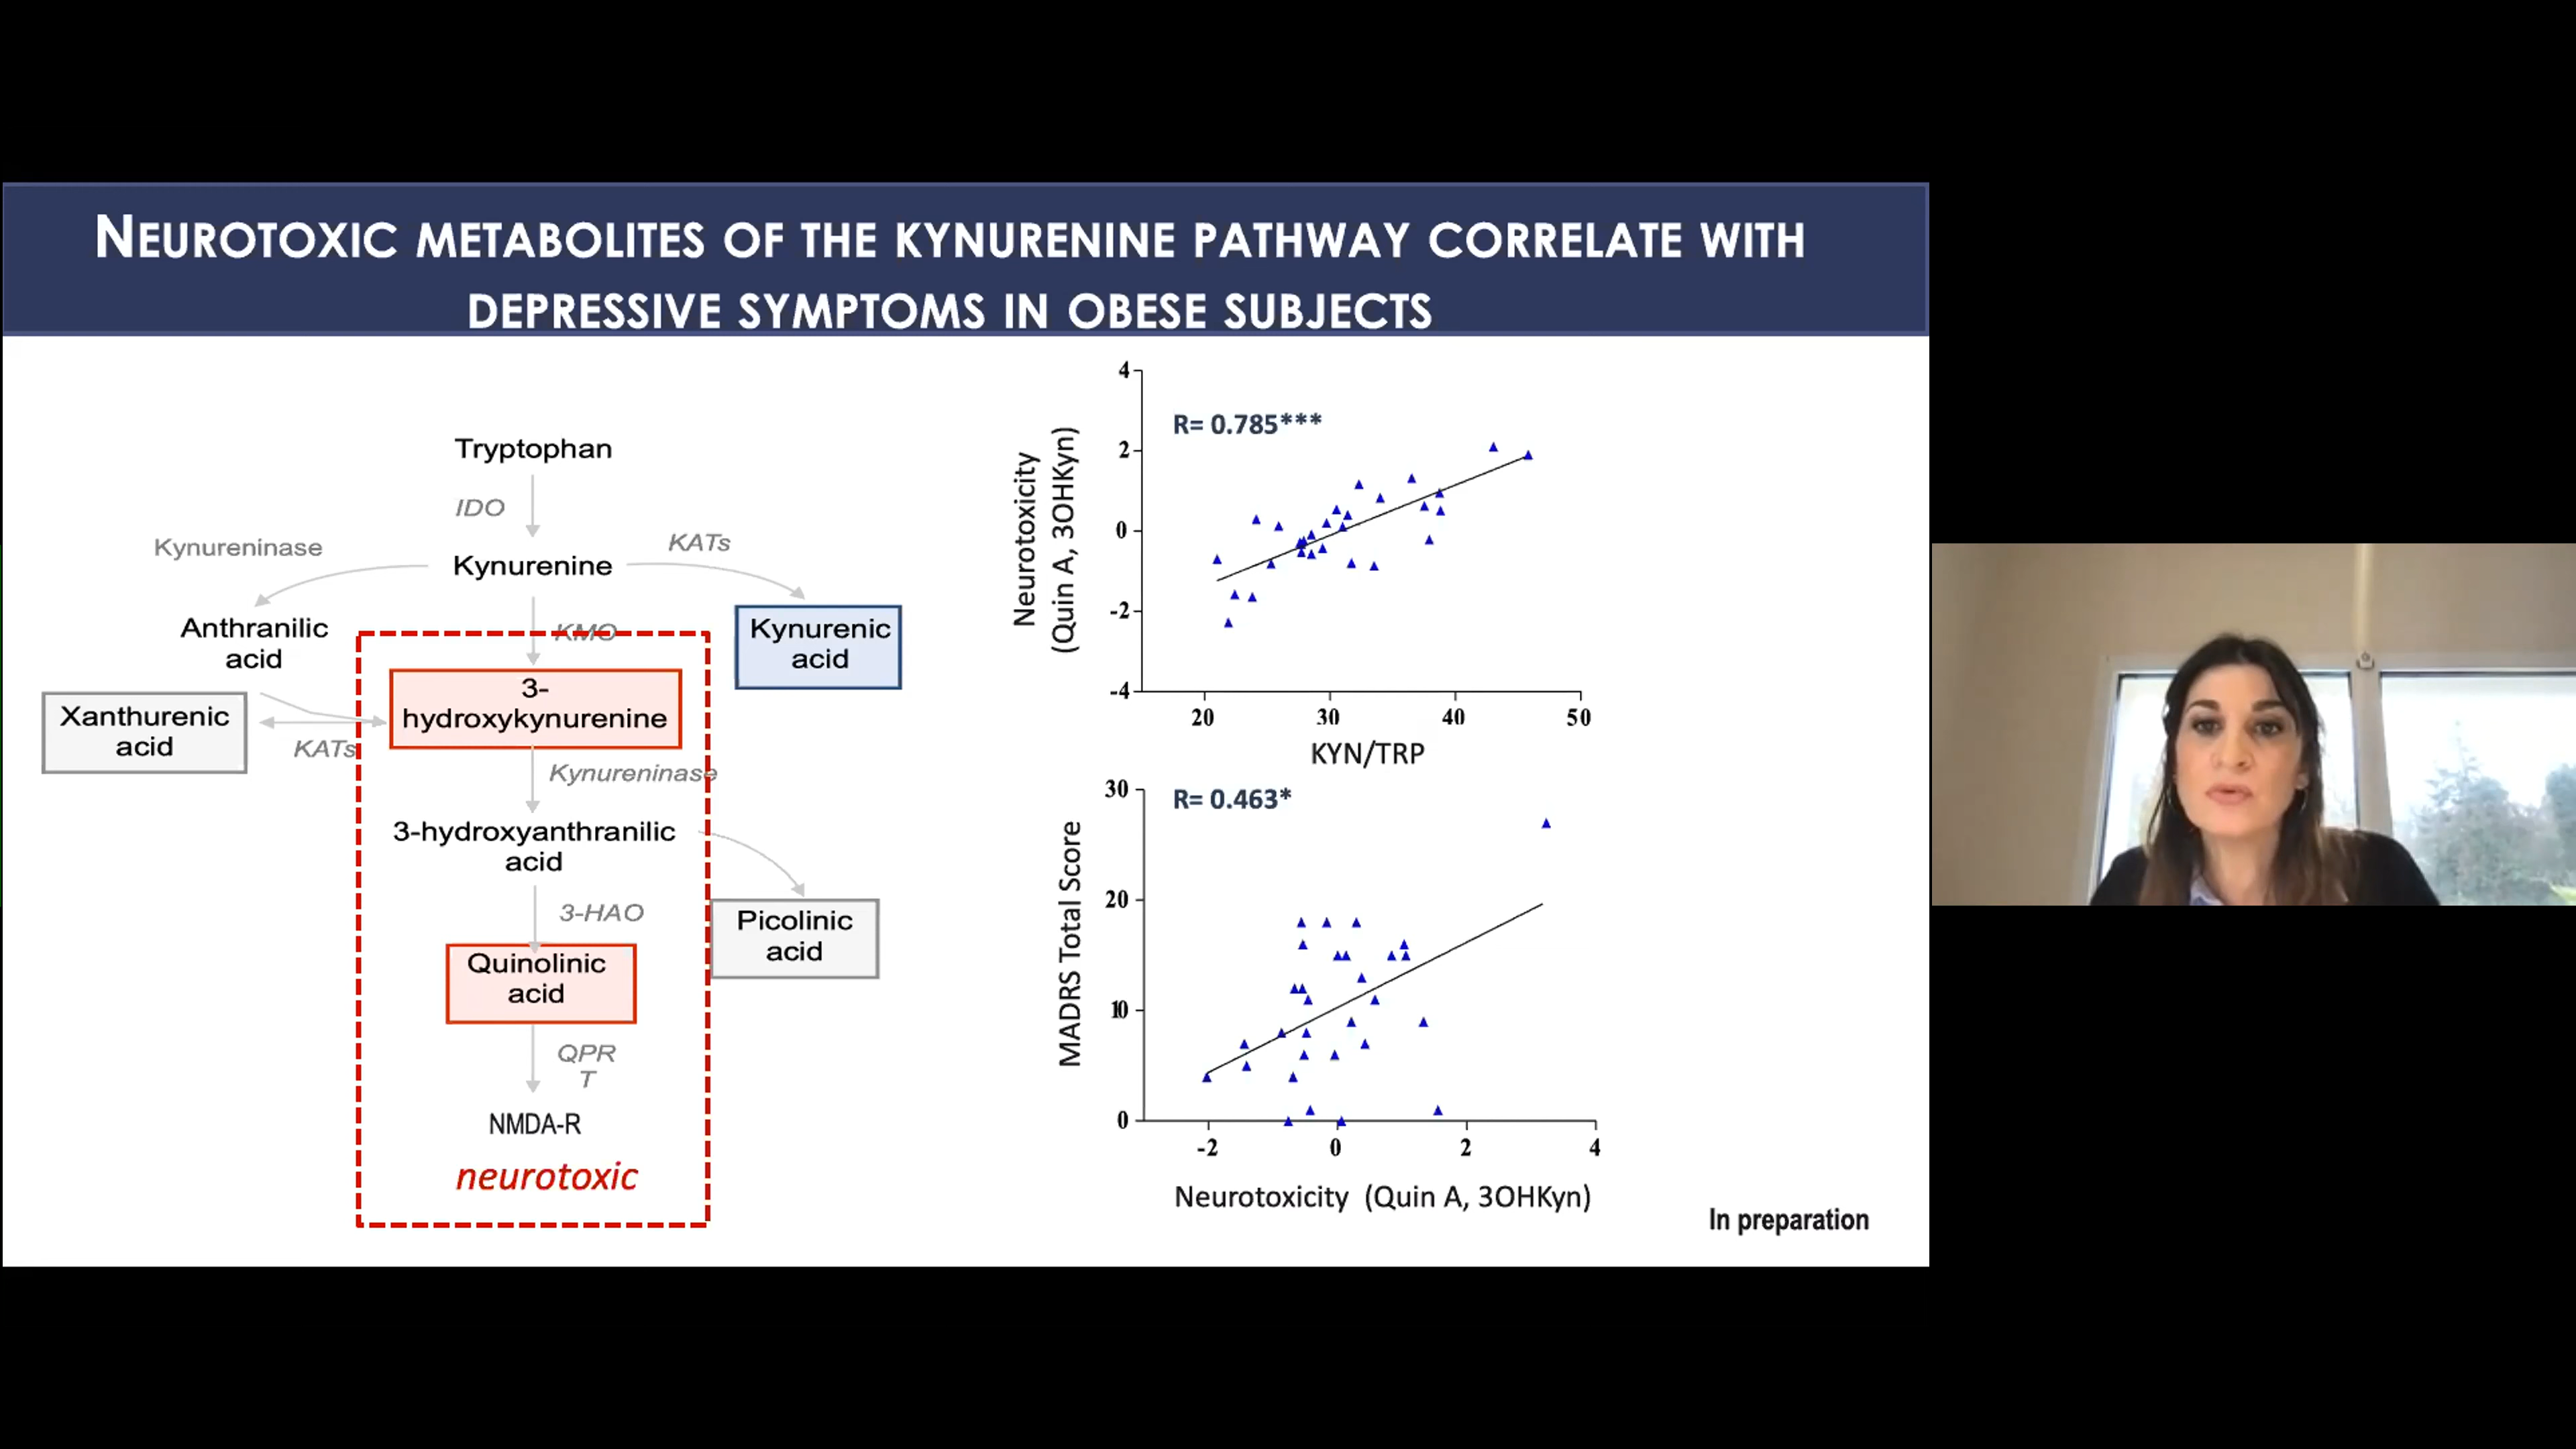 NEUROTOXIC METABOLITES OF THE KYNURENINE PATHWAY CORRELATE WITH
DEPRESSIVE SYMPTOMS IN OBESE SUBJECTS
Tryptophan
IDO
Kynureninase
Kynurenine
KATs
Anthranilic
acid
KMO
Kynurenic
acid
3-
hydroxykynurenine
Xanthurenic
acid
KATs
Kynureninase
3-hydroxyanthranilic
acid
3-HAO
Picolinic
acid
Quinolinic
acid
QPR
T
NMDA-R
neurotoxic
Neurotoxicity
(Quin A, 3OHKyn)
4
2
0
-2
-4
R= 0.785***
20 30 40 50
KYN/TRP
MADRS Total Score
30
20
10
0
R= 0.463*
-2 0 2 4
Neurotoxicity (Quin A, 3OHKyn)
In preparation